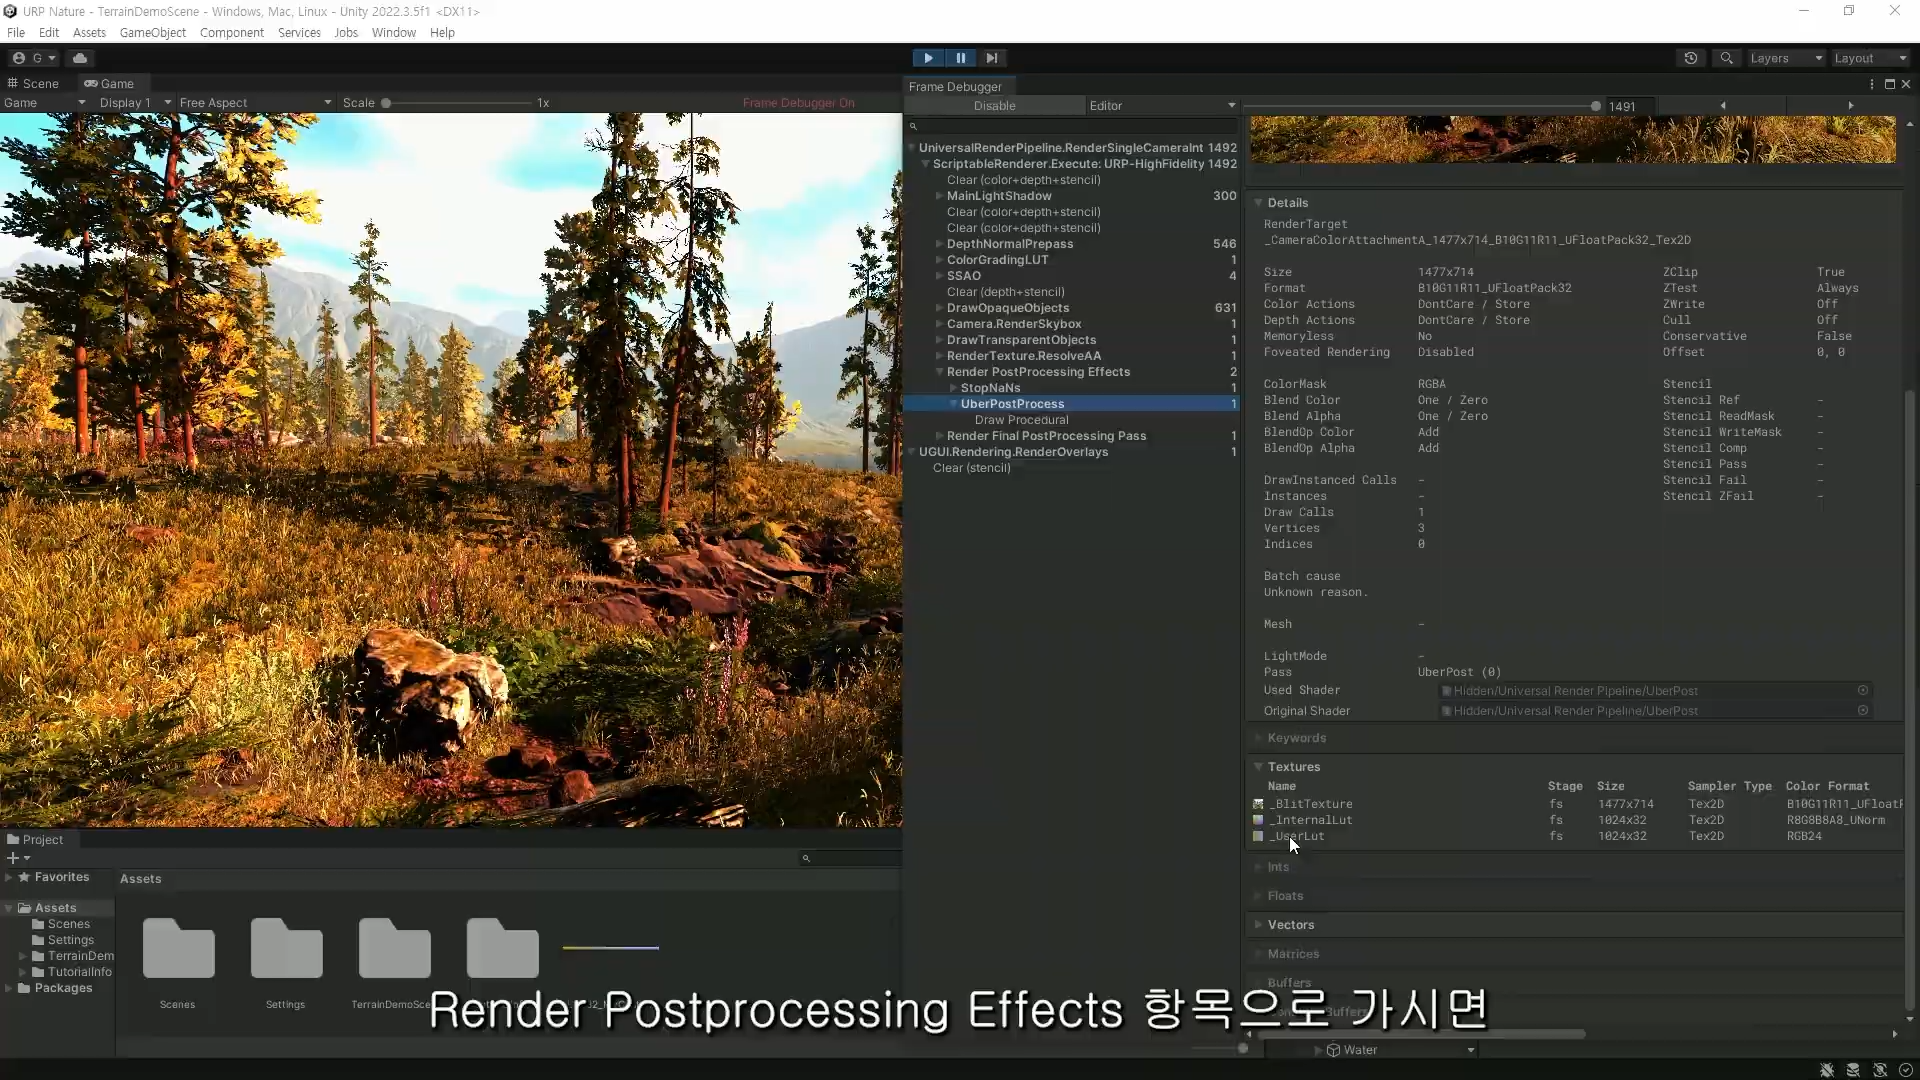 URP Nature - TerrainDemoScene - Windows, Mac, Linux - Unity 2022.3.5f1 <DX11>
File Edit Assets GameObject Component Services Jobs Window Help
G
Layers
Layout
Scene
Game
Game
Display 1
Free Aspect
Scale
1x
Frame Debugger On
Frame Debugger
Disable
Editor
1491
UniversalRenderPipeline.RenderSingleCameraInt 1492
ScriptableRenderer.Execute: URP-HighFidelity 1492
Clear (color+depth+stencil)
MainLightShadow 300
Clear (color+depth+stencil)
Clear (color+depth+stencil)
DepthNormalPrepass 546
ColorGradingLUT 1
SSAO 4
Clear (depth+stencil)
DrawOpaqueObjects 631
Camera.RenderSkybox 1
DrawTransparentObjects 1
RenderTexture.ResolveAA 1
Render PostProcessing Effects 2
StopNaNs 1
UberPostProcess 1
Draw Procedural
Render Final PostProcessing Pass 1
UGUI.Rendering.RenderOverlays 1
Clear (stencil)
Details
RenderTarget
_CameraColorAttachmentA_1477x714_B10G11R11_UFloatPack32_Tex2D
Size 1477x714 ZClip True
Format B10G11R11_UFloatPack32 ZTest Always
Color Actions DontCare / Store ZWrite Off
Depth Actions DontCare / Store Cull Off
Memoryless No Conservative False
Foveated Rendering Disabled Offset 0, 0
ColorMask RGBA Stencil
Blend Color One / Zero Stencil Ref -
Blend Alpha One / Zero Stencil ReadMask -
BlendOp Color Add Stencil WriteMask -
BlendOp Alpha Add Stencil Comp -
Stencil Pass -
DrawInstanced Calls - Stencil Fail -
Instances - Stencil ZFail -
Draw Calls 1
Vertices 3
Indices 0
Batch cause
Unknown reason.
Mesh -
LightMode -
Pass UberPost (0)
Used Shader Hidden/Universal Render Pipeline/UberPost
Original Shader Hidden/Universal Render Pipeline/UberPost
Keywords
Textures
Name Stage Size Sampler Type Color Format
_BlitTexture fs 1477x714 Tex2D B10G11R11_UFloatF
_InternalLut fs 1024x32 Tex2D R8G8B8A8_UNorm
_UserLut fs 1024x32 Tex2D RGB24
Ints
Floats
Vectors
Matrices
Buffers
Project
Favorites
Assets
Scenes
Settings
TerrainDem
TutorialInfo
Packages
Assets
Scenes
Settings
TerrainDemoSce
Render Postprocessing Effects 항목으로 가시면
Water